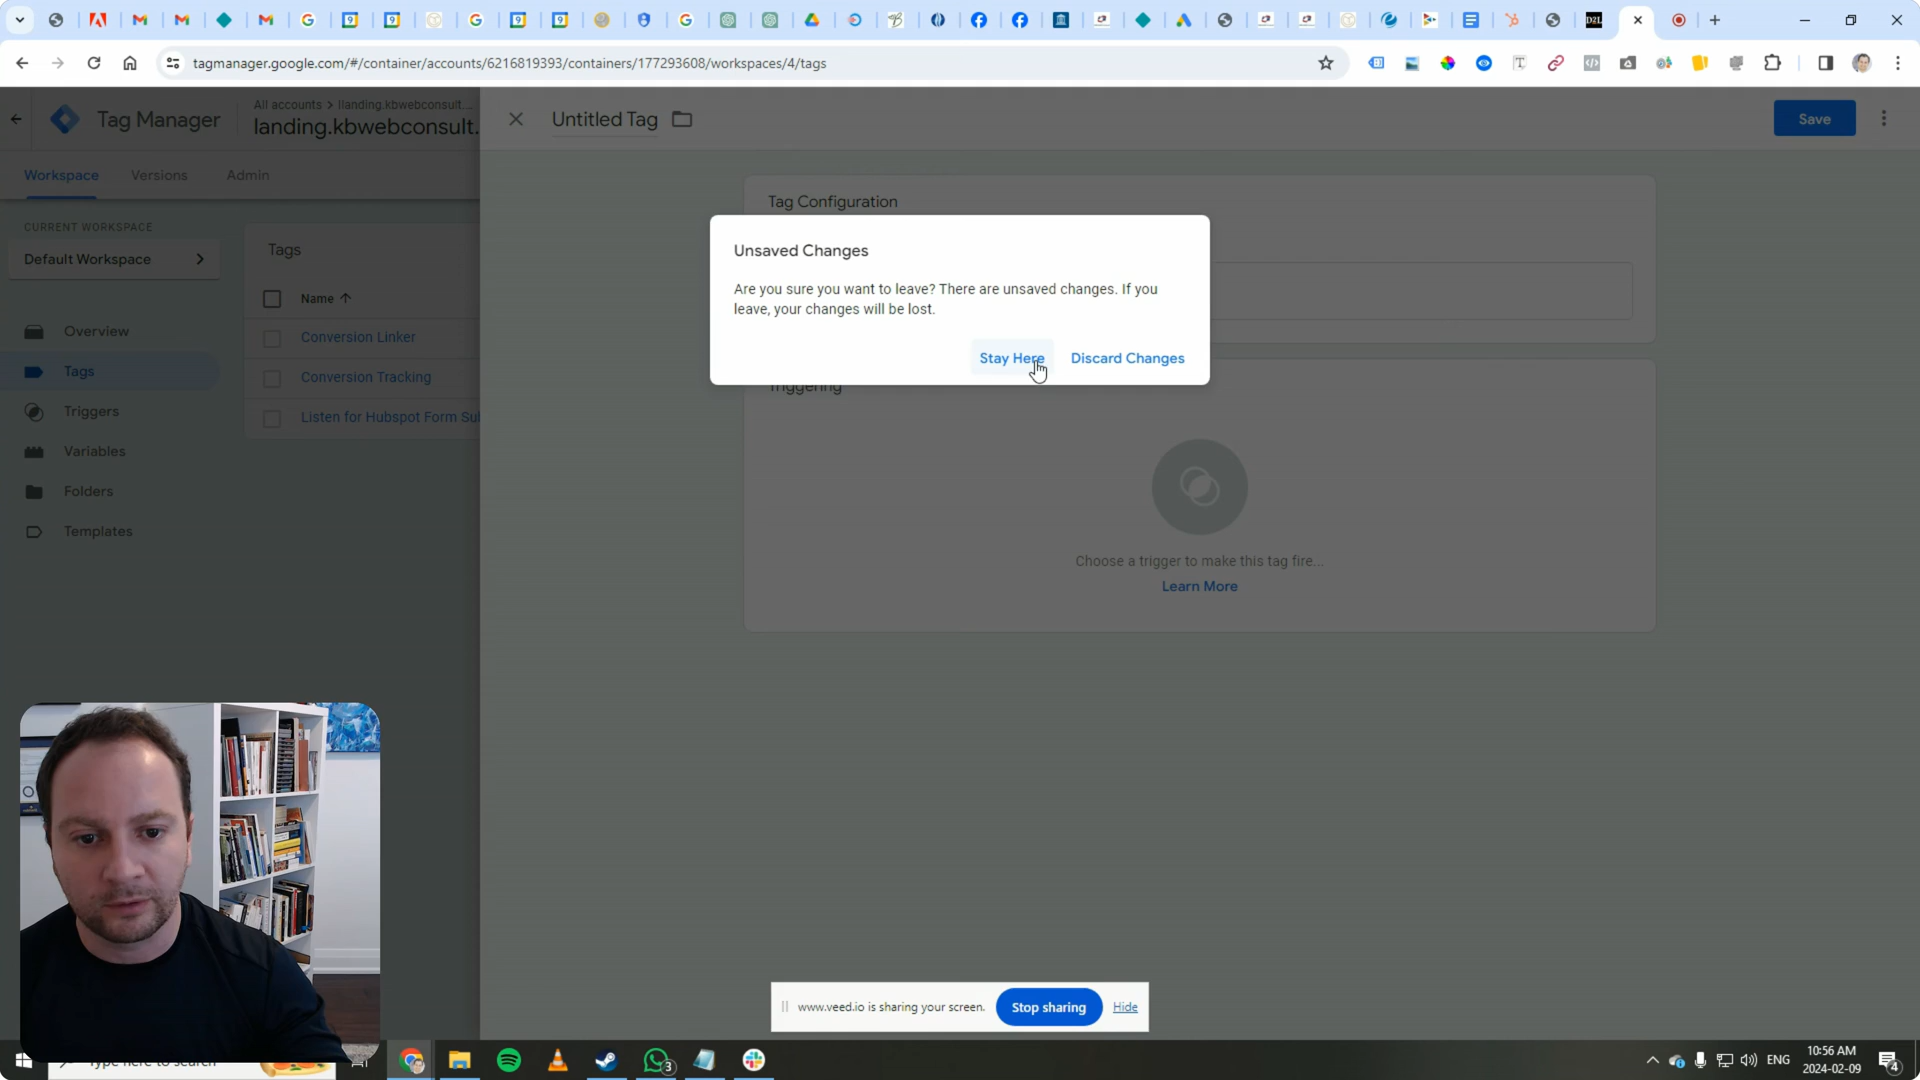 tagmanager.google.com/#/container/accounts/6216819393/containers/177293608/workspaces/4/tags
Tag Manager
All accounts > llanding.kbwebconsult...
landing.kbwebconsult.
Untitled Tag
Save
Workspace
Versions
Admin
Tag Configuration
CURRENT WORKSPACE
Default Workspace
Tags
Name
Unsaved Changes
Are you sure you want to leave? There are unsaved changes. If you
leave, your changes will be lost.
Stay Here
Discard Changes
Overview
Conversion Linker
Tags
Conversion Tracking
Triggering
Triggers
Listen for Hubspot Form Sul
Variables
Folders
Templates
Choose a trigger to make this tag fire...
Learn More
www.veed.io is sharing your screen.
Stop sharing
Hide
Type here to search
3
ENG
10:56 AM
2024-02-09
4
D2L